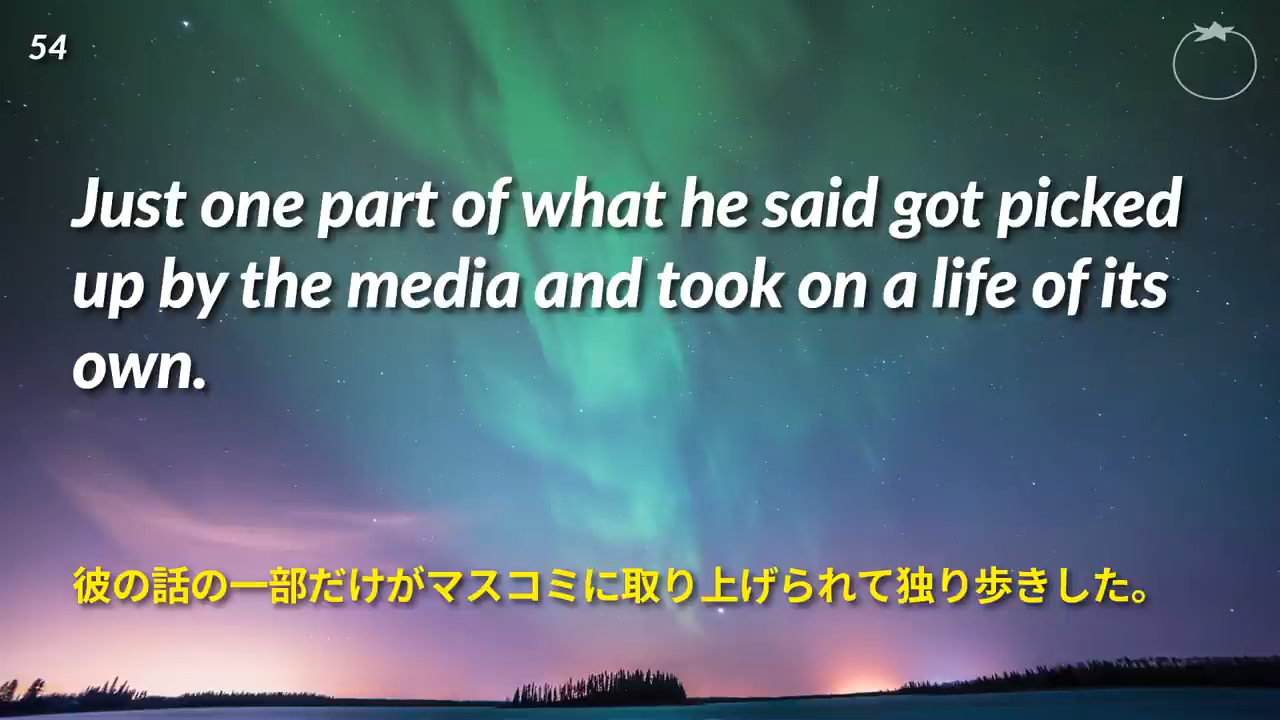 54
Just one part of what he said got picked
up by the media and took on a life of its
own.
彼の話の一部だけがマスコミに取り上げられて独り歩きした。